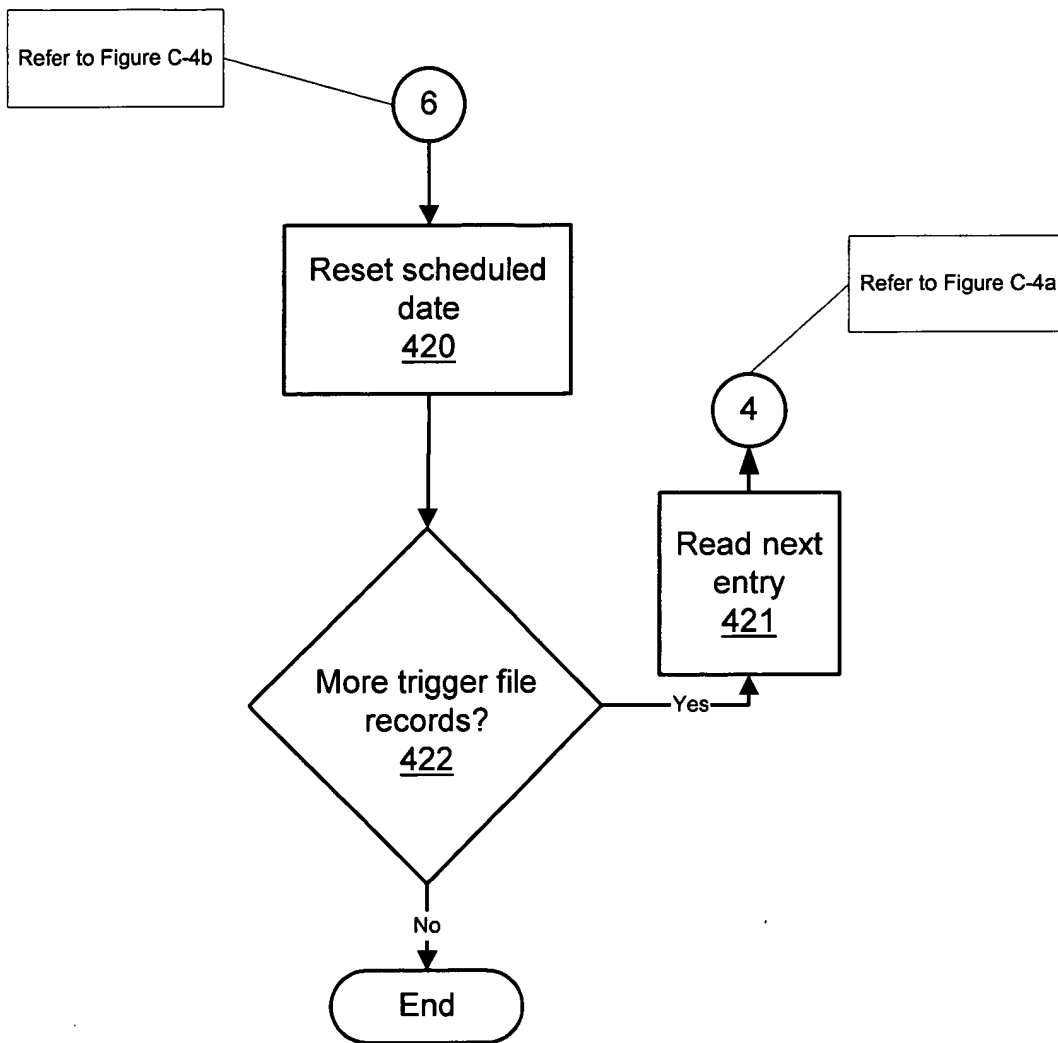 Refer to Figure C-4b
6
Reset scheduled
date
420
Refer to Figure C-4a
4
Read next
entry
421
More trigger file
records?
422
Yes
No
End